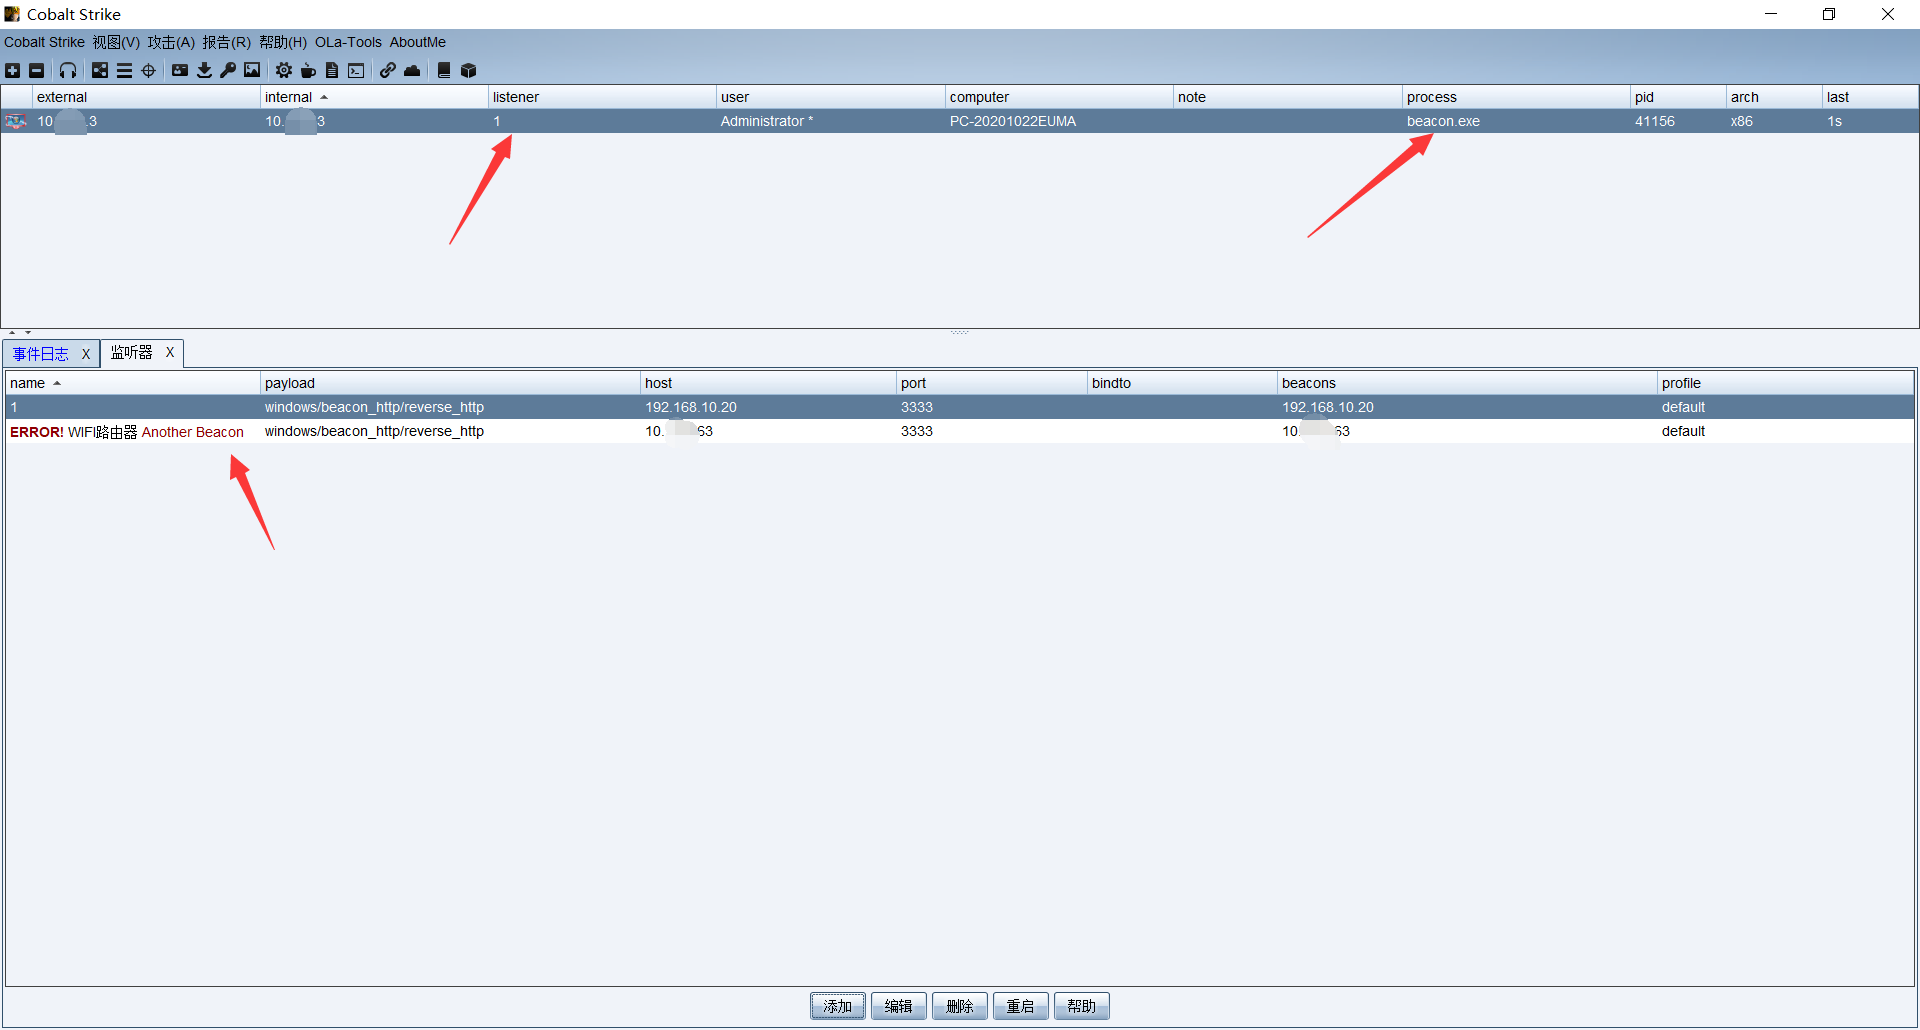 Cobalt Strike
Cobalt Strike 视图(V) 攻击(A) 报告(R) 帮助(H) OLa-Tools AboutMe
external internal listener user computer note process pid arch last
10. .3 10. 3 1 Administrator * PC-20201022EUMA beacon.exe 41156 x86 1s
事件日志 X 监听器 X
name payload host port bindto beacons profile
1 windows/beacon_http/reverse_http 192.168.10.20 3333 192.168.10.20 default
ERROR! WIFI路由器 Another Beacon windows/beacon_http/reverse_http 10. 63 3333 10. 63 default
添加 编辑 删除 重启 帮助